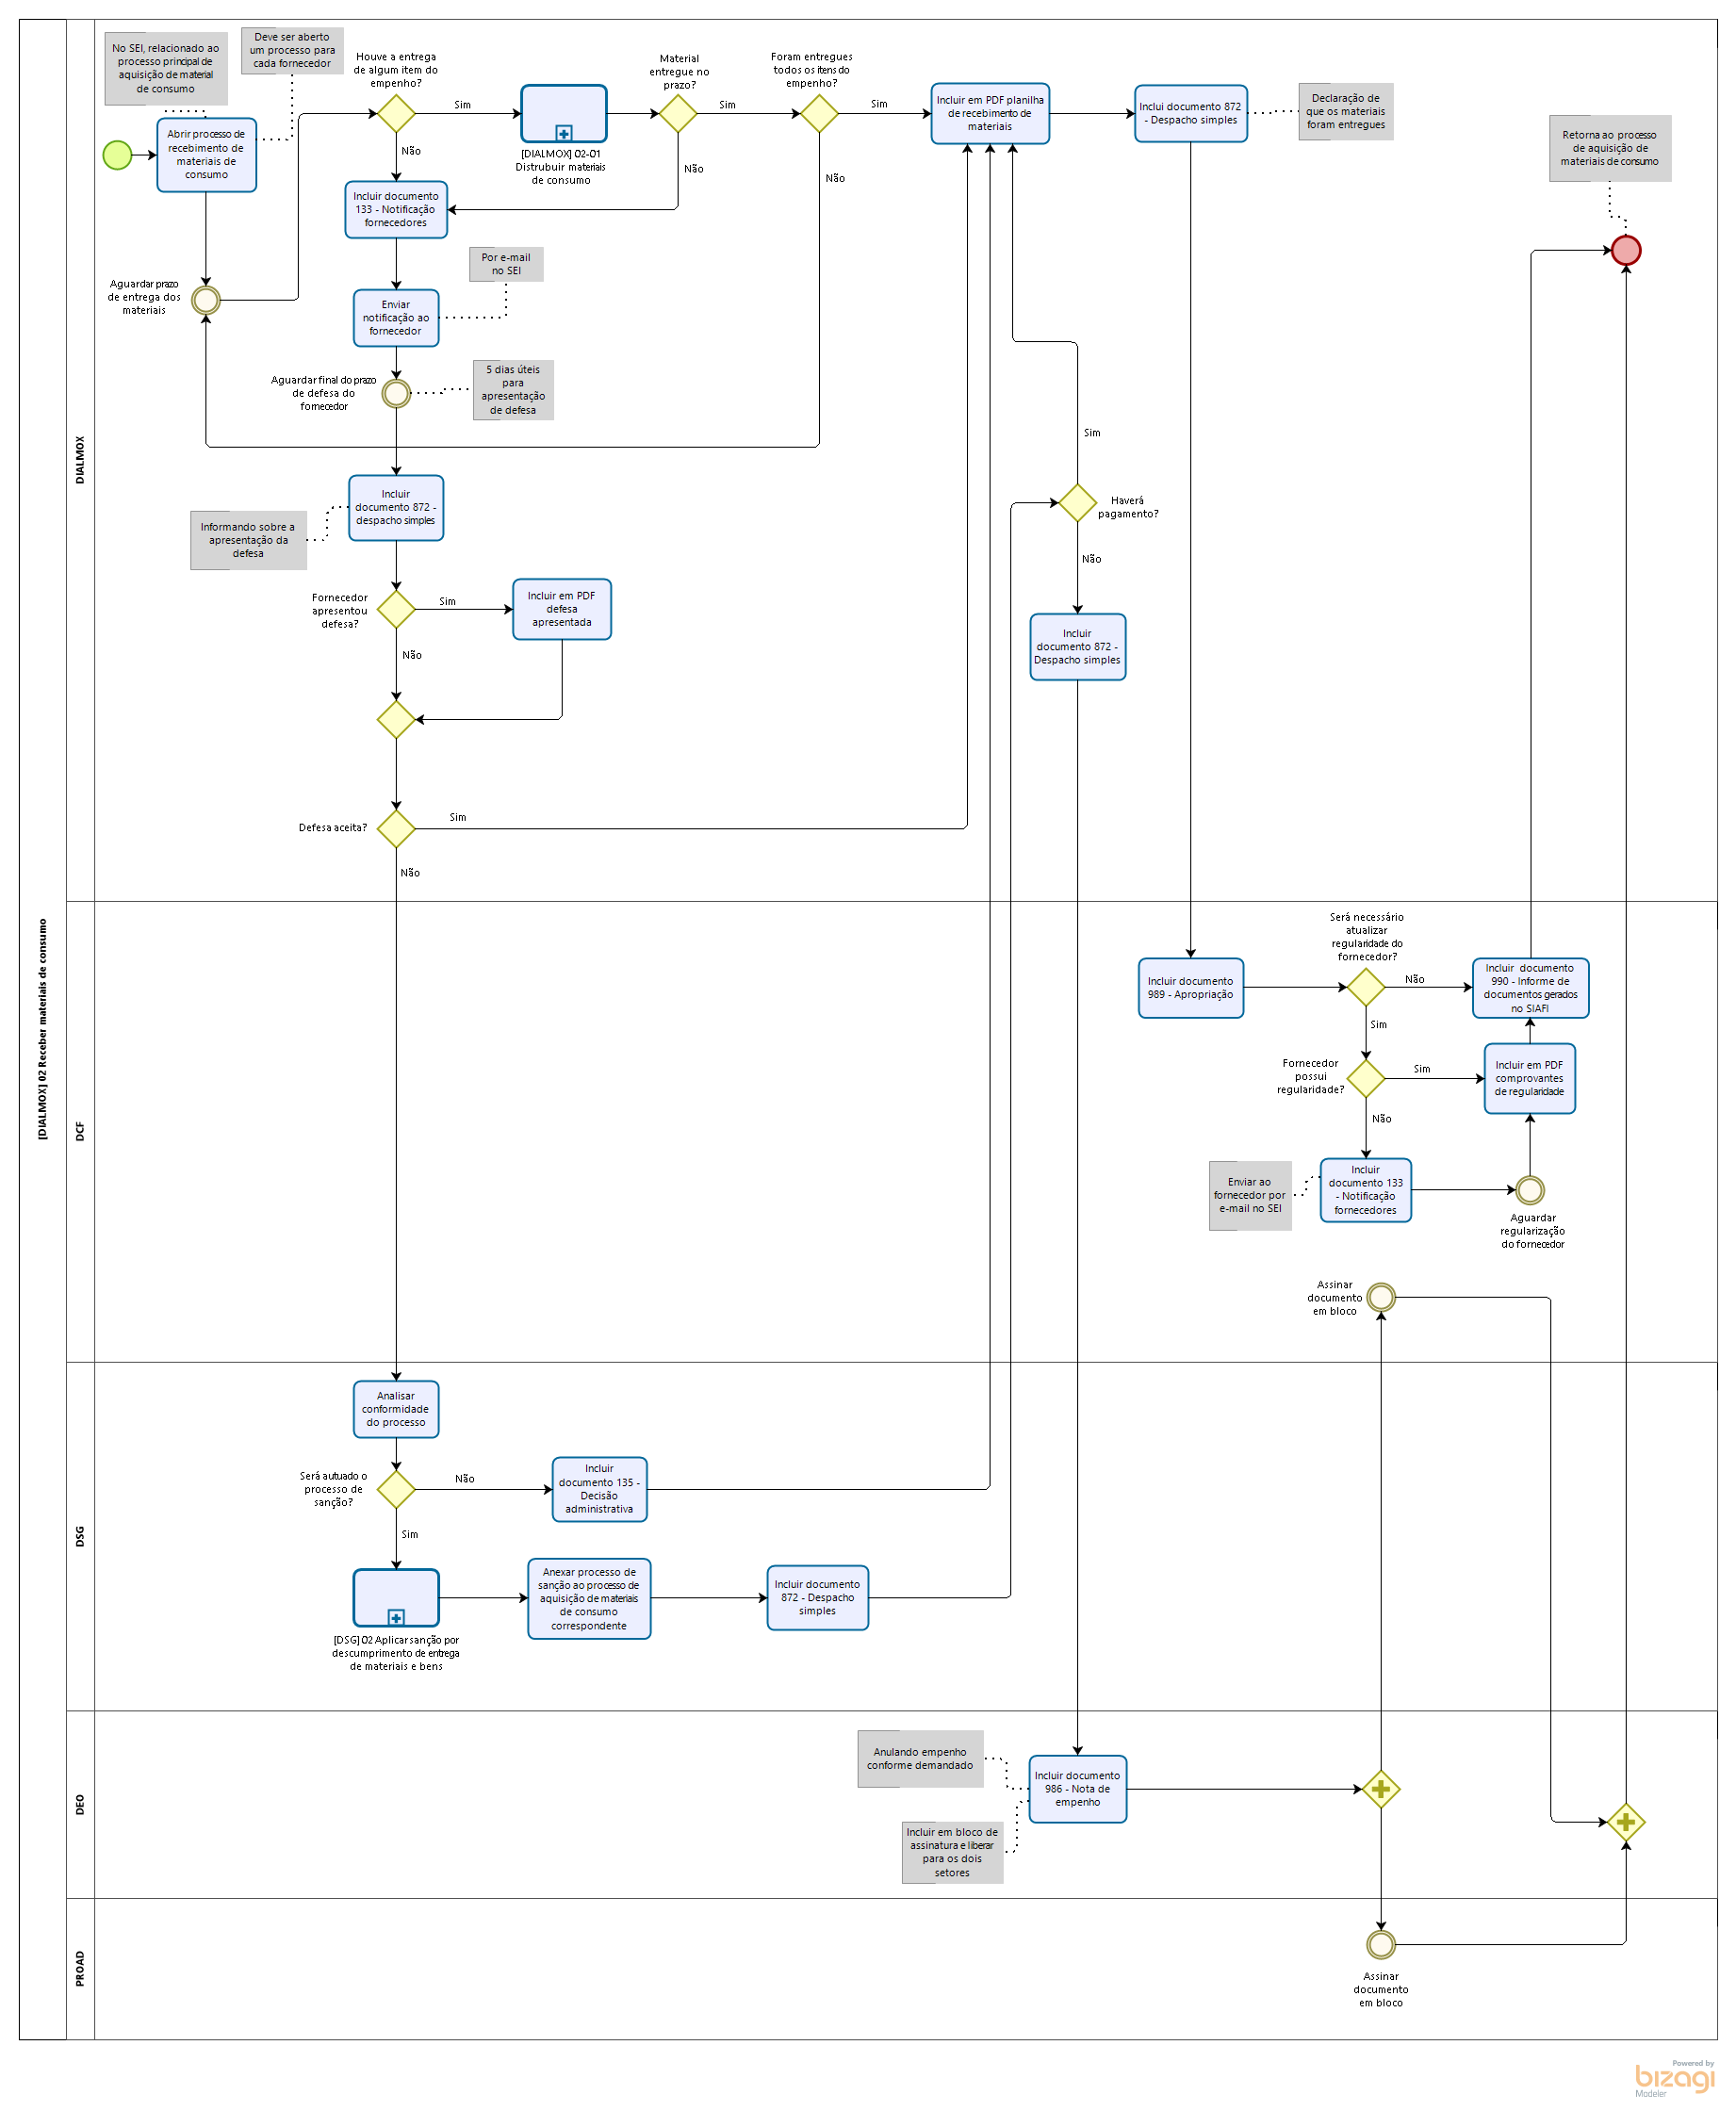 [DIALMOX] 02 Receber materiais de consumo
DIALMOX
No SEI, relacionado ao
processo principal de
aquisição de material
de consumo
Deve ser aberto
um processo para
cada fornecedor
Abrir processo de
recebimento de
materiais de
consumo
Aguardar prazo
de entrega dos
materiais
Houve a entrega
de algum item do
empenho?
Sim
Não
[DIALMOX] 02-01
Distrubuir materiais
de consumo
Material
entregue no
prazo?
Sim
Não
Foram entregues
todos os itens do
empenho?
Sim
Não
Incluir em PDF planilha
de recebimento de
materiais
Inclui documento 872
- Despacho simples
Declaração de
que os materiais
foram entregues
Retorna ao processo
de aquisição de
materiais de consumo
Incluir documento
133 - Notificação
fornecedores
Por e-mail
no SEI
Enviar
notificação ao
fornecedor
Aguardar final do prazo
de defesa do
fornecedor
5 dias úteis
para
apresentação
de defesa
Incluir
documento 872 -
despacho simples
Informando sobre a
apresentação da
defesa
Fornecedor
apresentou
defesa?
Sim
Não
Incluir em PDF
defesa
apresentada
Defesa aceita?
Sim
Não
Sim
Haverá
pagamento?
Não
Incluir
documento 872 -
Despacho simples
DCF
Incluir documento
989 - Apropriação
Será necessário
atualizar
regularidade do
fornecedor?
Não
Sim
Incluir  documento
990 - Informe de
documentos gerados
no SIAFI
Fornecedor
possui
regularidade?
Sim
Não
Incluir em PDF
comprovantes
de regularidade
Enviar ao
fornecedor por
e-mail no SEI
Incluir
documento 133
- Notificação
fornecedores
Aguardar
regularização
do fornecedor
Assinar
documento
em bloco
DSG
Analisar
conformidade
do processo
Será autuado o
processo de
sanção?
Não
Sim
Incluir
documento 135 -
Decisão
administrativa
[DSG] 02 Aplicar sanção por
descumprimento de entrega
de materiais e bens
Anexar processo de
sanção ao processo de
aquisição de materiais
de consumo
correspondente
Incluir documento
872 - Despacho
simples
DEO
Anulando empenho
conforme demandado
Incluir em bloco de
assinatura e liberar
para os dois
setores
Incluir documento
986 - Nota de
empenho
PROAD
Assinar
documento
em bloco
Powered by
bizagi
Modeler